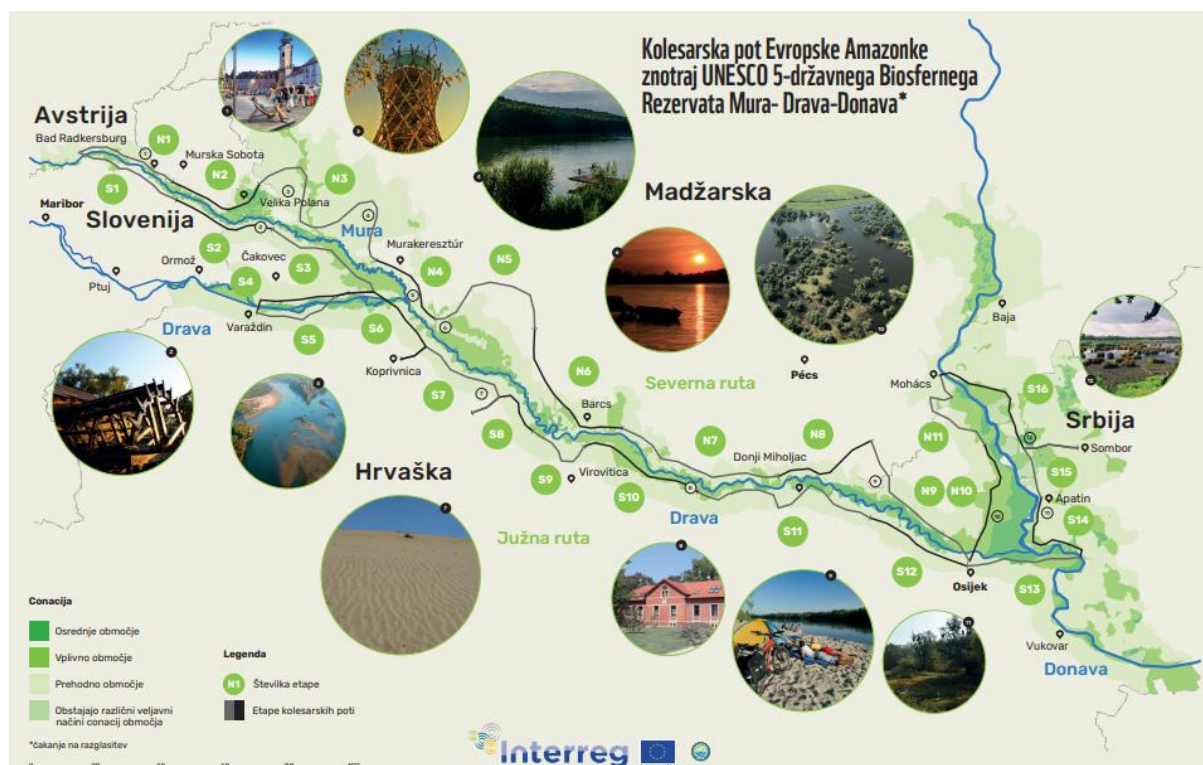 Kolesarska pot Evropske Amazonke
znotraj UNESCO 5-državnega Biosfernega
Rezervata Mura- Drava-Donava*
Avstrija
Bad Radkersburg
N1
Murska Sobota
S1
N2
N3
Velika Polana
Maribor
Slovenija
Mura
Madžarska
Murakeresztúr
S2
Ormož
Čakovec
S3
S4
N4
N5
Ptuj
Drava
Varaždin
S5
S6
Koprivnica
S7
N6
Barcs
Severna ruta
Pécs
Baja
Mohács
S16
Srbija
Sombor
S8
Hrvaška
S9
Virovitica
S10
N7
N8
Donji Miholjac
N11
N9
N10
S15
Apatin
S14
Južna ruta
Drava
S11
S12
Osijek
S13
Vukovar
Donava
Conacija
Osrednje območje
Vplivno območje
Prehodno območje
Obstajajo različni veljavni
načini conacij območja
Legenda
N1
Številka etape
Etape kolesarskih poti
*čakanje na razglasitev
Interreg